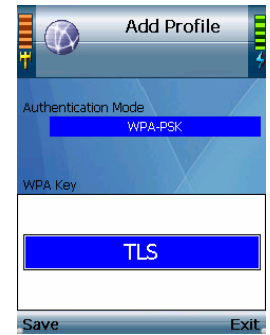 Add Profile
Authentication Mode
WPA-PSK
WPA Key
TLS
Save Exit